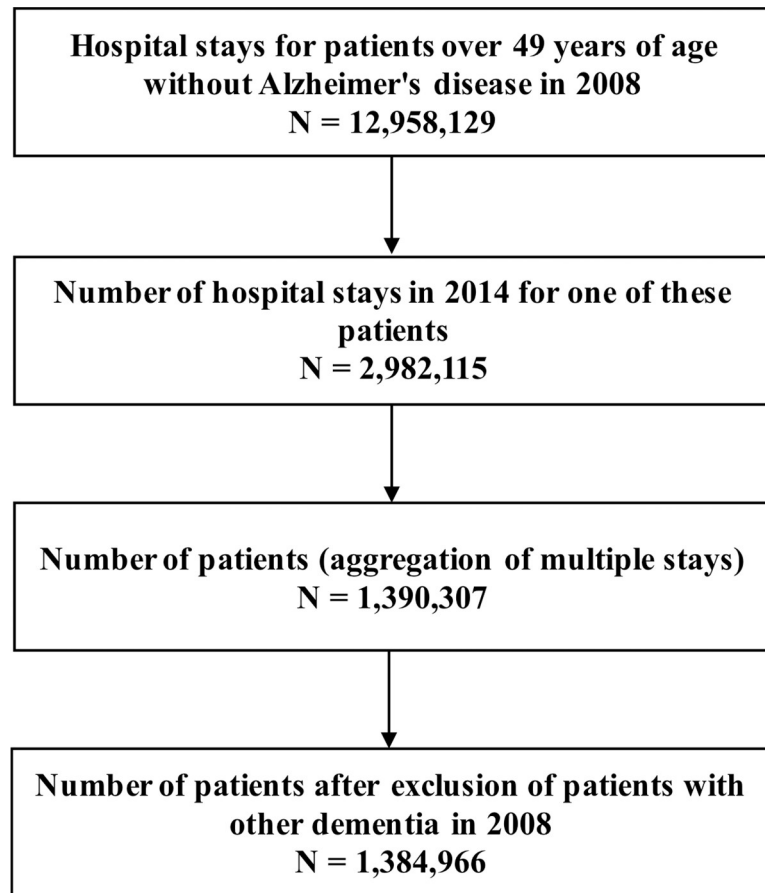 Hospital stays for patients over 49 years of age
without Alzheimer's disease in 2008
N = 12,958,129
Number of hospital stays in 2014 for one of these
patients
N = 2,982,115
Number of patients (aggregation of multiple stays)
N = 1,390,307
Number of patients after exclusion of patients with
other dementia in 2008
N = 1,384,966